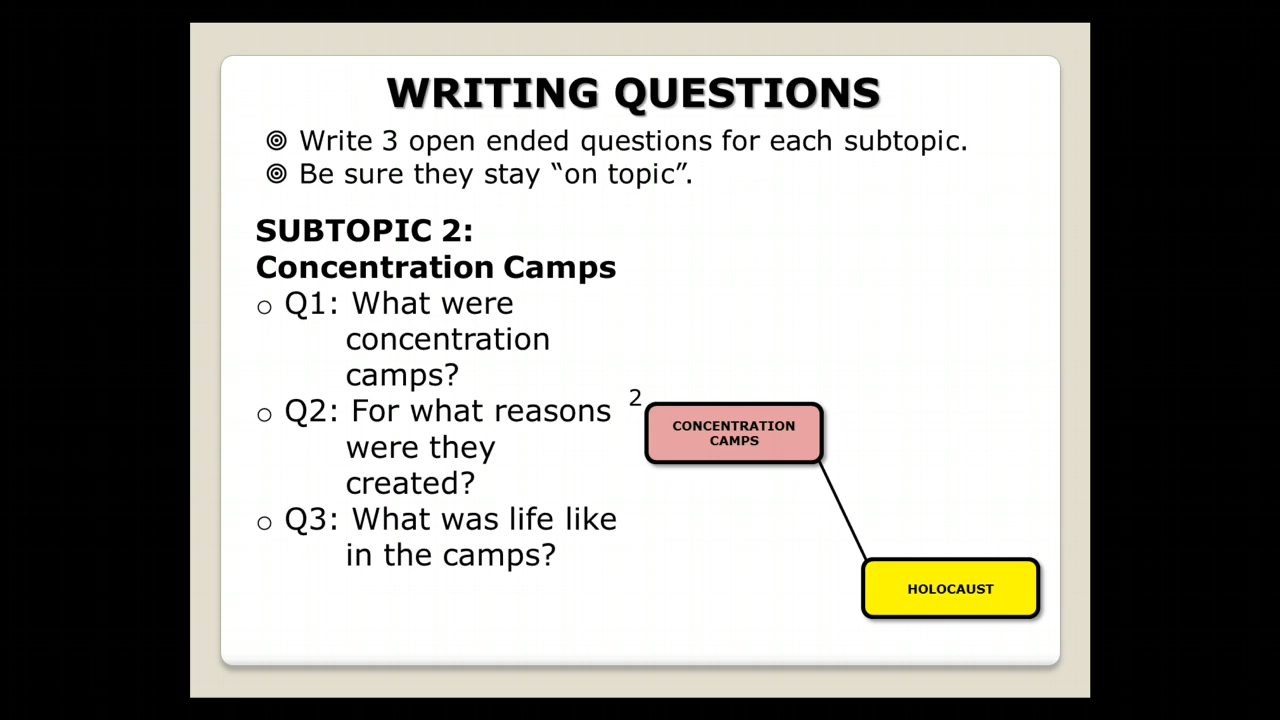 WRITING QUESTIONS
Write 3 open ended questions for each subtopic.
Be sure they stay “on topic”.
SUBTOPIC 2:
Concentration Camps
Q1: What were
concentration
camps?
Q2: For what reasons
were they
created?
Q3: What was life like
in the camps?
2
CONCENTRATION
CAMPS
HOLOCAUST